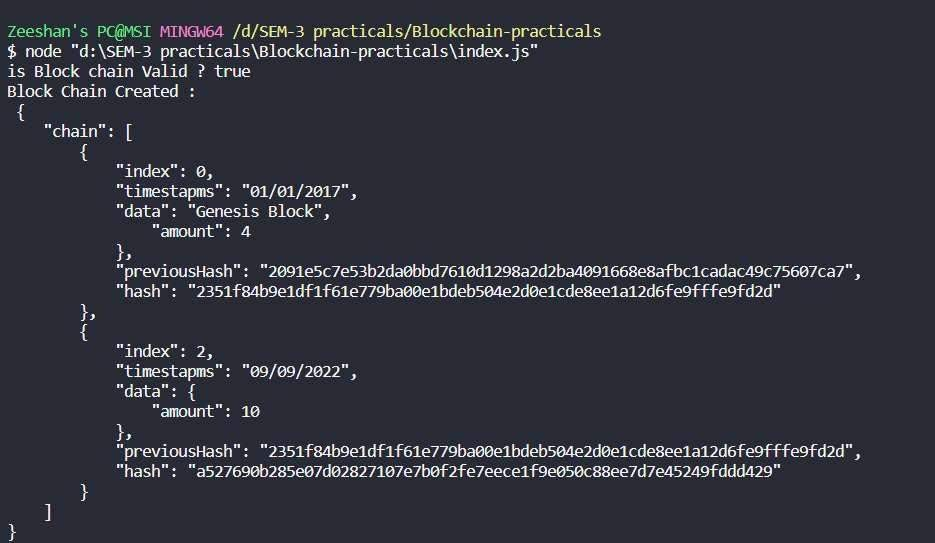 Zeeshan's PC@MSI MINGW64 /d/SEM-3 practicals/Blockchain-practicals
$ node "d:\SEM-3 practicals\Blockchain-practicals\index.js"
is Block chain Valid ? true
Block Chain Created :
 {
    "chain": [
        {
            "index": 0,
            "timestapms": "01/01/2017",
            "data": "Genesis Block",
                "amount": 4
            },
            "previousHash": "2091e5c7e53b2da0bbd7610d1298a2d2ba4091668e8afbc1cadac49c75607ca7",
            "hash": "2351f84b9e1df1f61e779ba00e1bdeb504e2d0e1cde8ee1a12d6fe9fffe9fd2d"
        },
        {
            "index": 2,
            "timestapms": "09/09/2022",
            "data": {
                "amount": 10
            },
            "previousHash": "2351f84b9e1df1f61e779ba00e1bdeb504e2d0e1cde8ee1a12d6fe9fffe9fd2d",
            "hash": "a527690b285e07d02827107e7b0f2fe7eece1f9e050c88ee7d7e45249fddd429"
        }
    ]
}